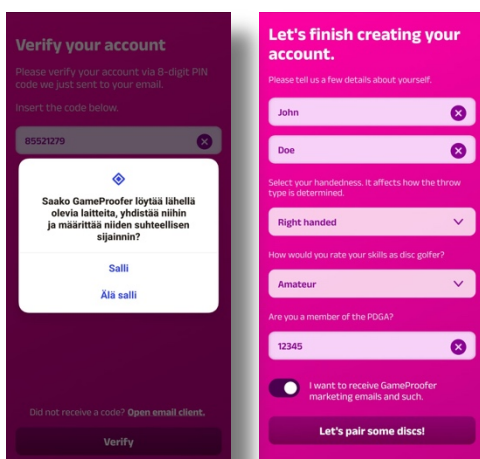 Verify your account
Please verify your account via 8-digit PIN
code we just sent to your email.
Insert the code below.
85521279
Saako GameProofer löytää lähellä
olevia laitteita, yhdistää niihin
ja määrittää niiden suhteellisen
sijainnin?
Salli
Älä salli
Did not receive a code? Open email client.
Verify
Let's finish creating your
account.
Please tell us a few details about yourself.
John
Doe
Select your handedness. It affects how the throw
type is determined.
Right handed
How would you rate your skills as disc golfer?
Amateur
Are you a member of the PDGA?
12345
I want to receive GameProofer
marketing emails and such.
Let's pair some discs!